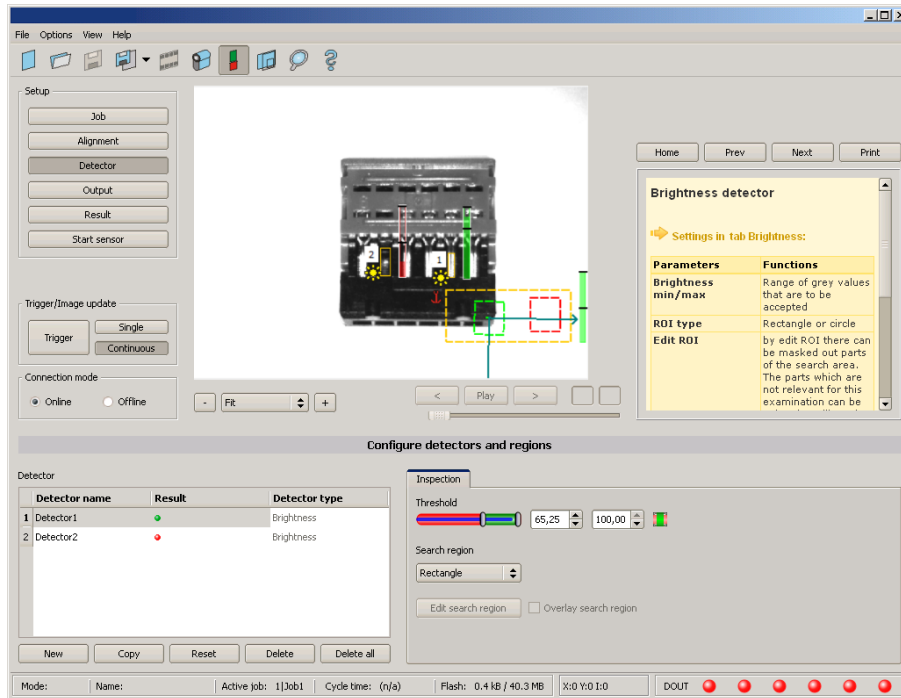 File Options View Help
Setup
Job
Alignment
Detector
Output
Result
Start sensor
Trigger/Image update
Trigger
Single
Continuous
Connection mode
Online Offline
2
1
- Fit +
< Play >
Home Prev Next Print
Brightness detector
Settings in tab Brightness:
Parameters Functions
Brightness min/max Range of grey values
that are to be
accepted
ROI type Rectangle or circle
Edit ROI by edit ROI there can
be masked out parts
of the search area.
The parts which are
not relevant for this
examination can be
Configure detectors and regions
Detector
Detector name Result Detector type
1 Detector1 Brightness
2 Detector2 Brightness
New Copy Reset Delete Delete all
Inspection
Threshold
65,25 100,00
Search region
Rectangle
Edit search region Overlay search region
Mode: Name: Active job: 1|Job1 Cycle time: (n/a) Flash: 0.4 kB / 40.3 MB X:0 Y:0 I:0 DOUT